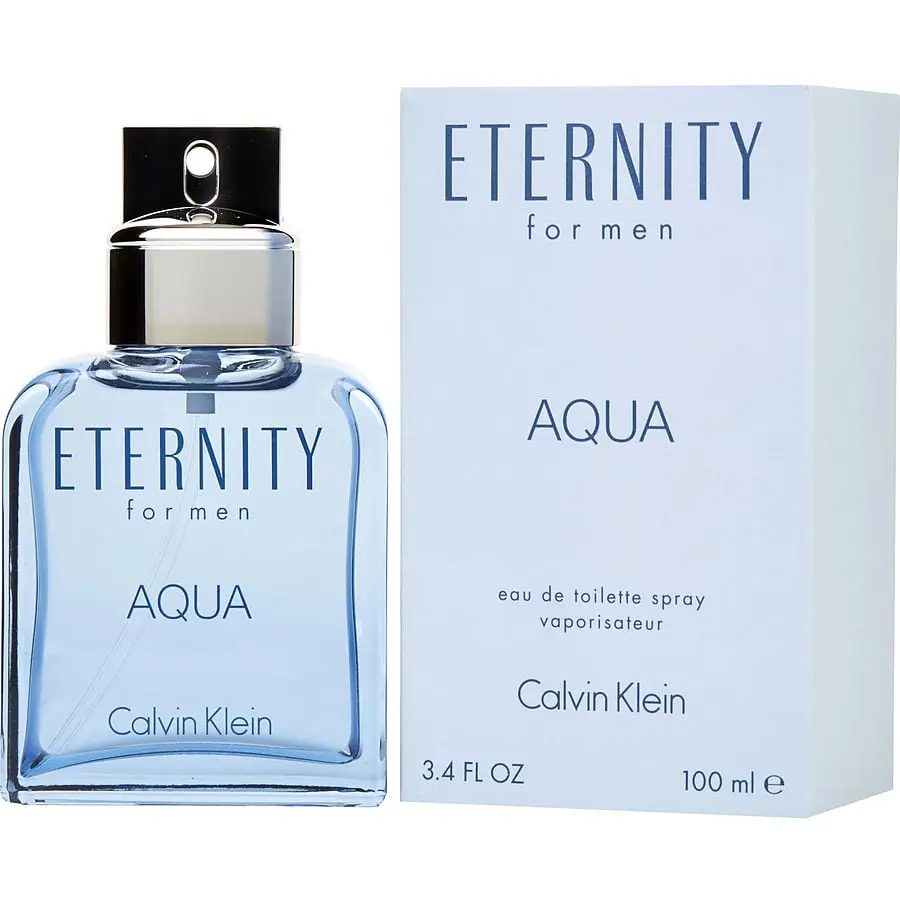 ETERNITY
for men
AQUA
Calvin Klein
ETERNITY
for men
AQUA
eau de toilette spray
vaporisateur
Calvin Klein
3.4 FL OZ
100 ml ℮